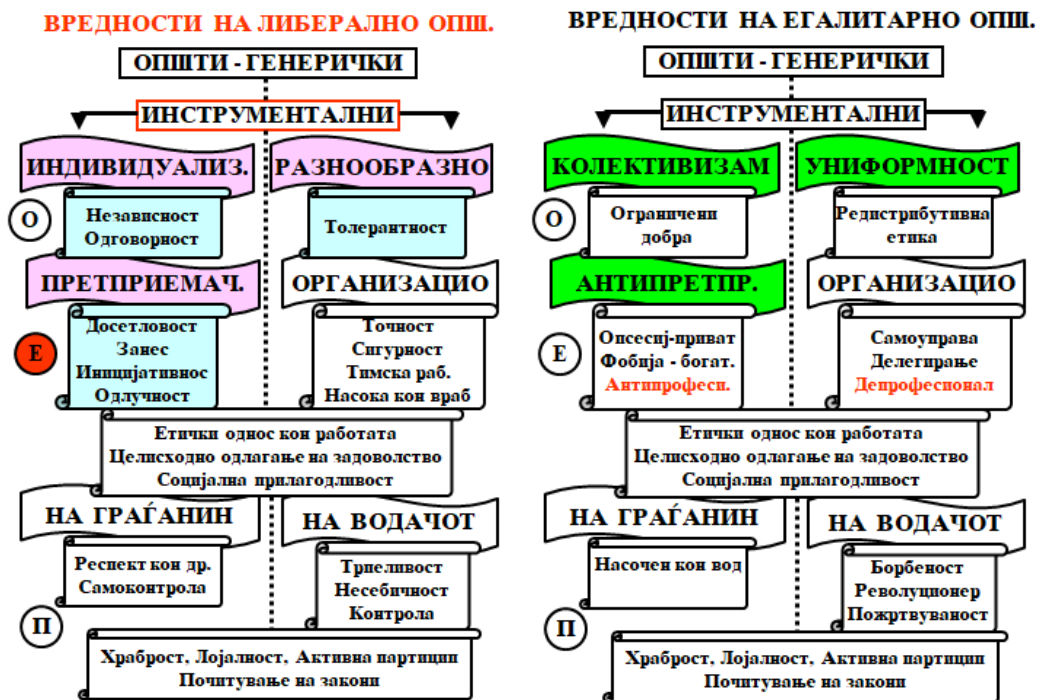 ВРЕДНОСТИ НА ЛИБЕРАЛНО ОПШ.
ОПШТИ - ГЕНЕРИЧКИ
ИНСТРУМЕНТАЛНИ
ИНДИВИДУАЛИЗ.
РАЗНООБРАЗНО
О
Независност
Одговорност
Толерантност
ПРЕТПРИЕМАЧ.
ОРГАНИЗАЦИО
Е
Досетловост
Занес
Иницијативнос
Одлучност
Точност
Сигурност
Тимска раб.
Насока кон враб
Етички однос кон работата
Целисходно одлагање на задоволство
Социјална прилагодливост
НА ГРАЃАНИН
НА ВОДАЧОТ
Респект кон др.
Самоконтрола
Трпеливост
Несебичност
Контрола
П
Храброст, Лојалност, Активна партицип
Почитување на закони
ВРЕДНОСТИ НА ЕГАЛИТАРНО ОПШ.
ОПШТИ - ГЕНЕРИЧКИ
ИНСТРУМЕНТАЛНИ
КОЛЕКТИВИЗАМ
УНИФОРМНОСТ
О
Ограничени
добра
Редистрибутивна
етика
АНТИПРЕТПР.
ОРГАНИЗАЦИО
Е
Опсесиј-приват
Фобија - богат.
Антипрофеси.
Самоуправа
Делегирање
Депрофесионал
Етички однос кон работата
Целисходно одлагање на задоволство
Социјална прилагодливост
НА ГРАЃАНИН
НА ВОДАЧОТ
Насочен кон вод
Борбеност
Револуционер
Пожртвуваност
П
Храброст, Лојалност, Активна партицип
Почитување на закони